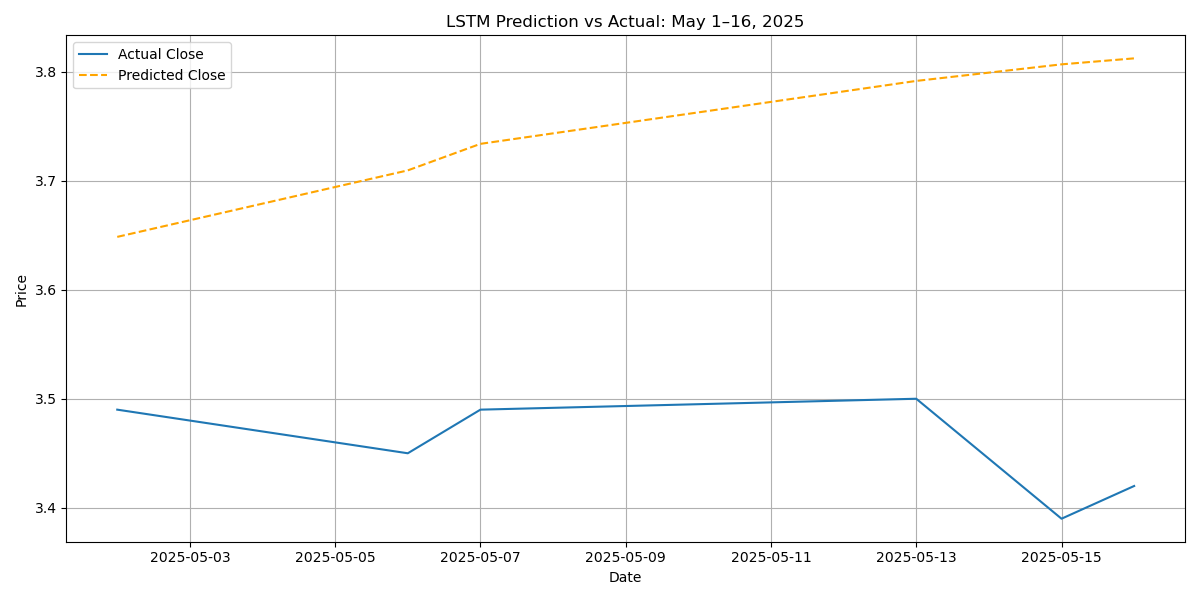 LSTM Prediction vs Actual: May 1–16, 2025
Actual Close
Predicted Close
3.8
3.7
3.6
3.5
3.4
Price
2025-05-03 2025-05-05 2025-05-07 2025-05-09 2025-05-11 2025-05-13 2025-05-15
Date